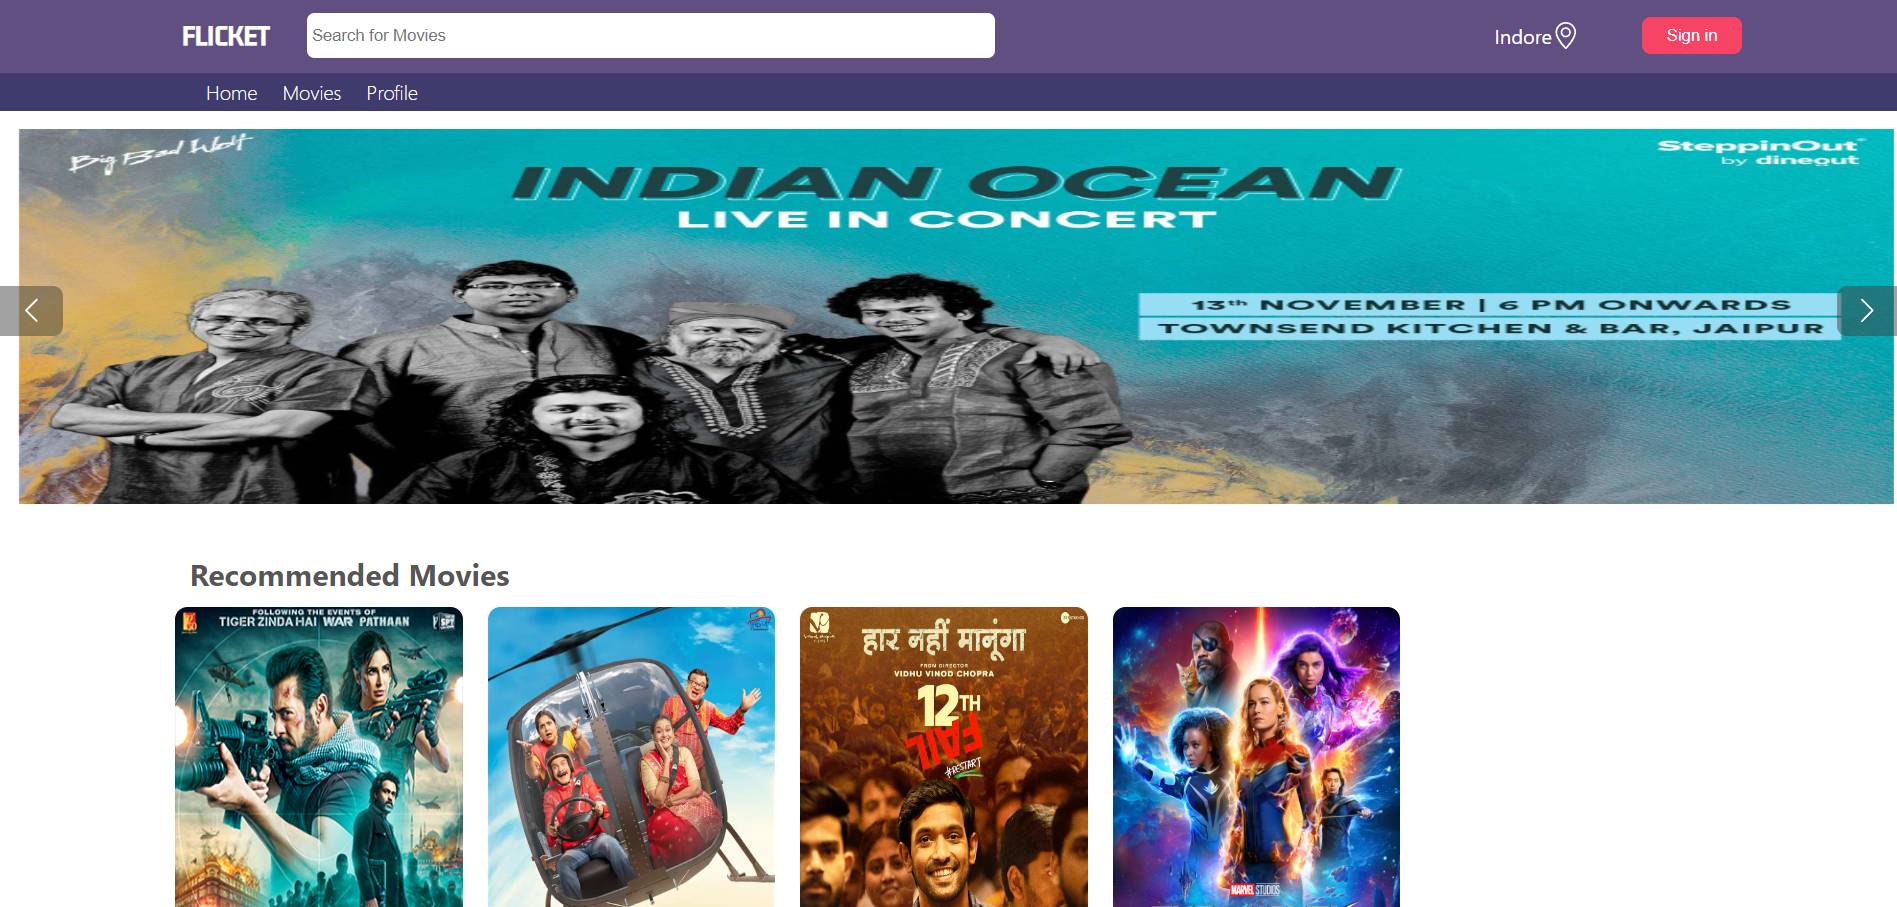 FLICKET
Search for Movies
Indore
Sign in
Home
Movies
Profile
Big Bad Wolf
SteppinOut
by dineout
INDIAN OCEAN
LIVE IN CONCERT
13th NOVEMBER | 6 PM ONWARDS
TOWNSEND KITCHEN & BAR, JAIPUR
Recommended Movies
FOLLOWING THE EVENTS OF
TIGER ZINDA HAI WAR PATHAAN
SPY
हार नहीं मानूंगा
FROM DIRECTOR
VIDHU VINOD CHOPRA
12TH
FAIL
#RESTART
MARVEL STUDIOS